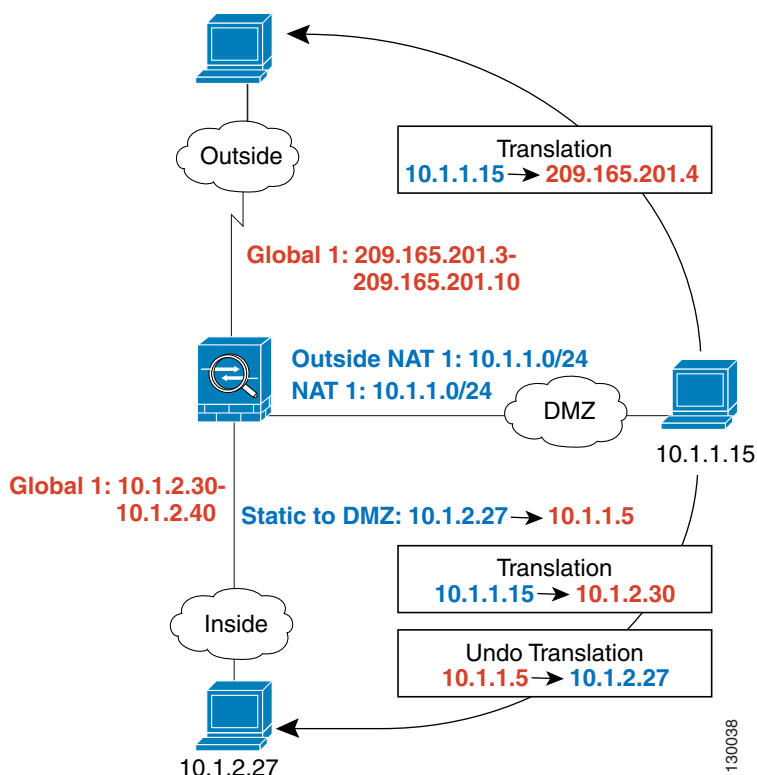 Outside
Translation
10.1.1.15 → 209.165.201.4
Global 1: 209.165.201.3-
209.165.201.10
Outside NAT 1: 10.1.1.0/24
NAT 1: 10.1.1.0/24
DMZ
10.1.1.15
Global 1: 10.1.2.30-
10.1.2.40
Static to DMZ: 10.1.2.27 → 10.1.1.5
Translation
10.1.1.15 → 10.1.2.30
Inside
Undo Translation
10.1.1.5 → 10.1.2.27
10.1.2.27
130038